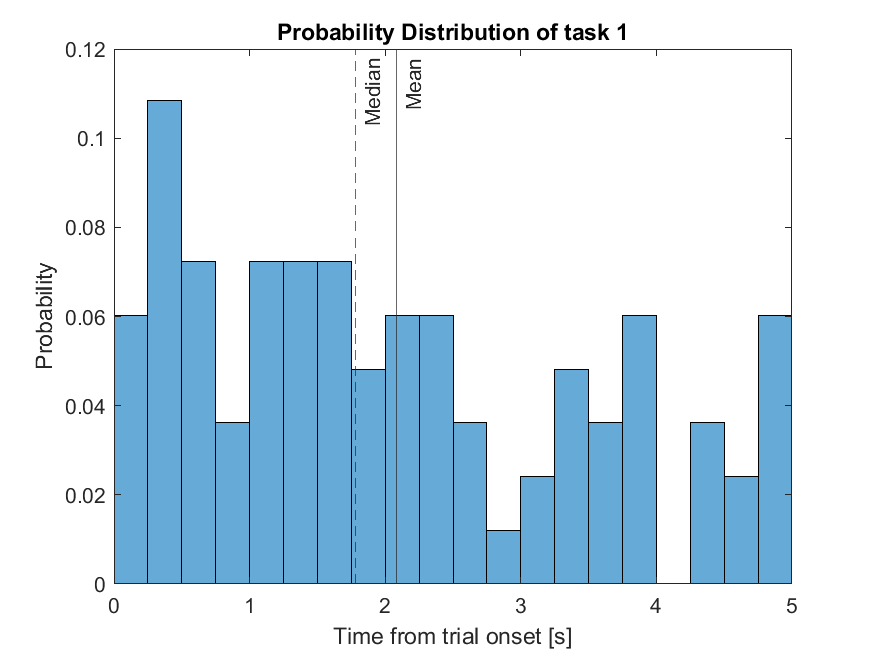 Probability Distribution of task 1
0.12
0.1
0.08
0.06
0.04
0.02
0
Probability
Median
Mean
0 1 2 3 4 5
Time from trial onset [s]